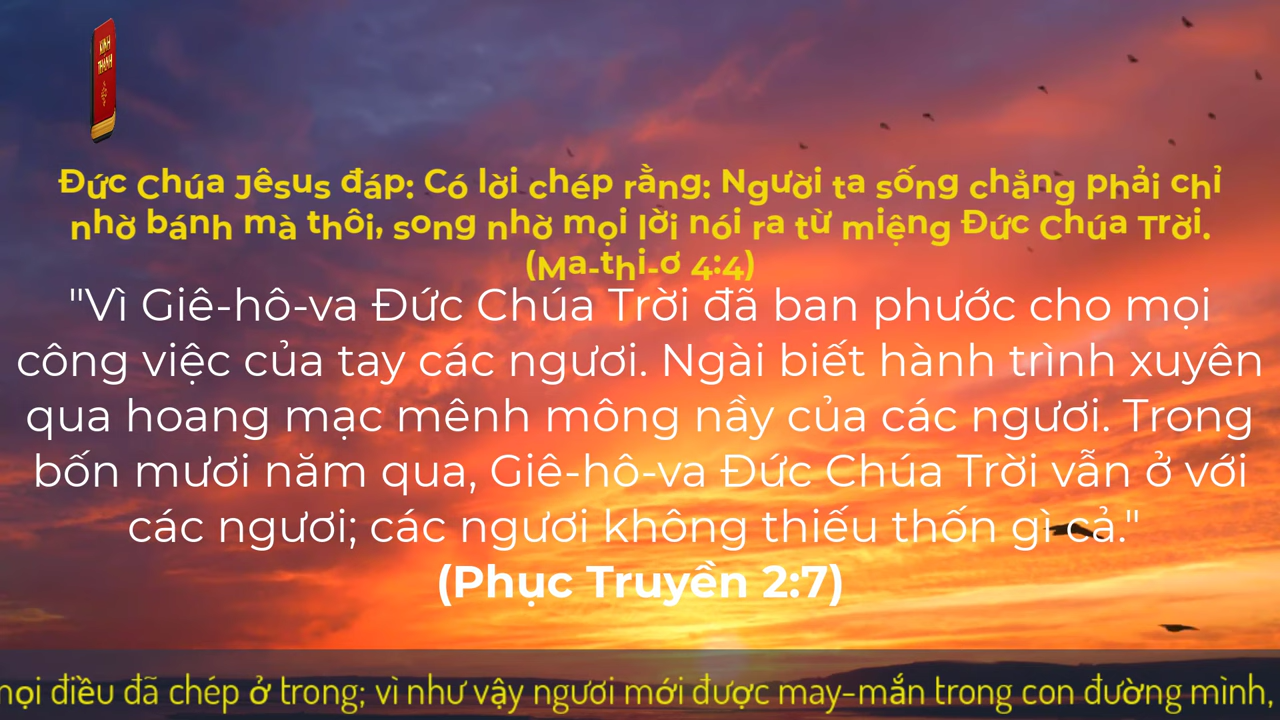 KINH
THÁNH
Đức Chúa Jêsus đáp: Có lời chép rằng: Người ta sống chẳng phải chỉ
nhờ bánh mà thôi, song nhờ mọi lời nói ra từ miệng Đức Chúa Trời.
(Ma-thi-ơ 4:4)
"Vì Giê-hô-va Đức Chúa Trời đã ban phước cho mọi
công việc của tay các ngươi. Ngài biết hành trình xuyên
qua hoang mạc mênh mông nầy của các ngươi. Trong
bốn mươi năm qua, Giê-hô-va Đức Chúa Trời vẫn ở với
các ngươi; các ngươi không thiếu thốn gì cả."
(Phục Truyền 2:7)
mọi điều đã chép ở trong; vì như vậy ngươi mới được may-mắn trong con đường mình,